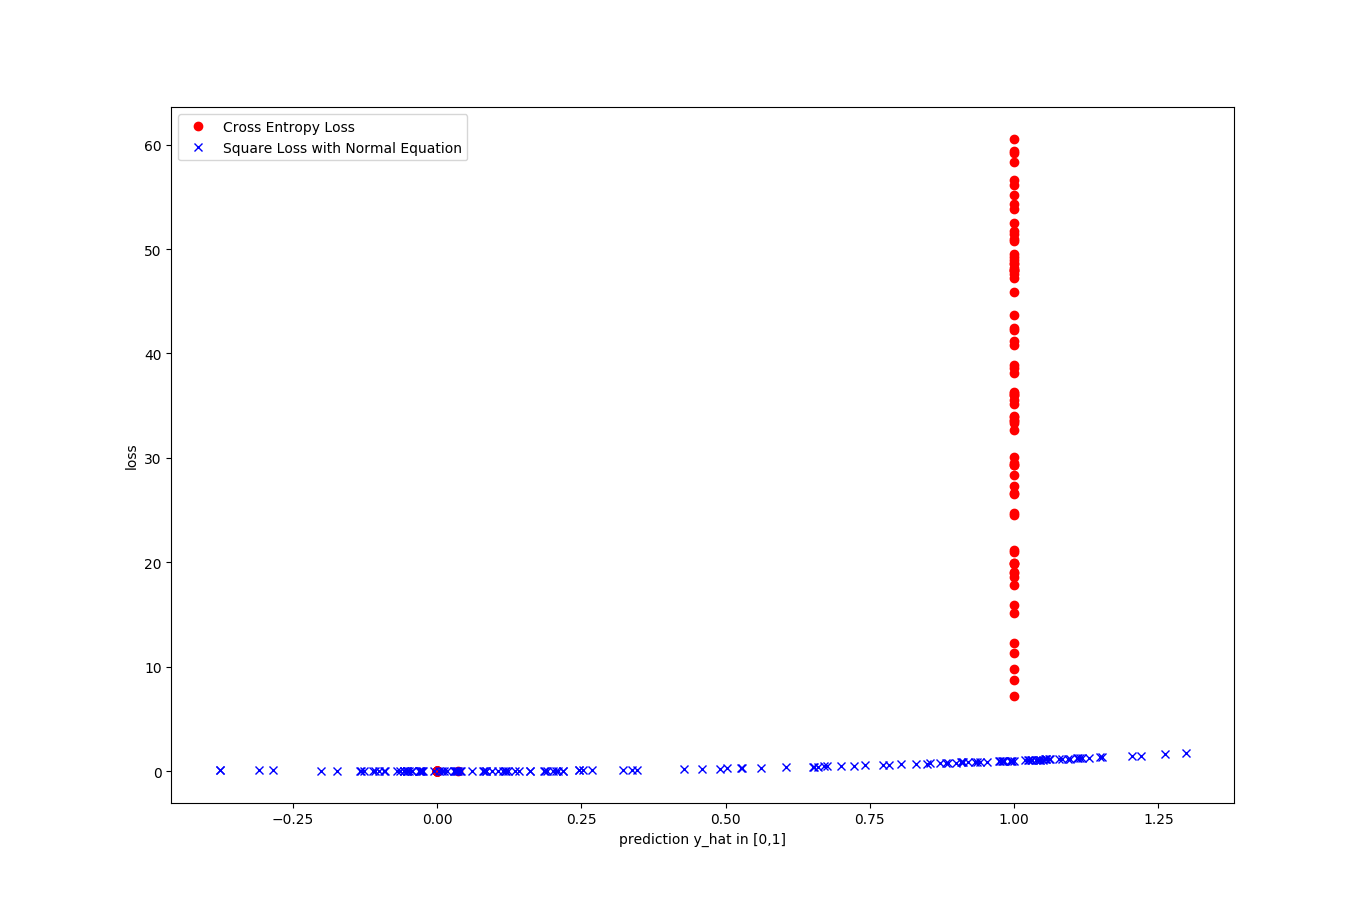 Cross Entropy Loss
Square Loss with Normal Equation
loss
60
50
40
30
20
10
0
−0.25 0.00 0.25 0.50 0.75 1.00 1.25
prediction y_hat in [0,1]